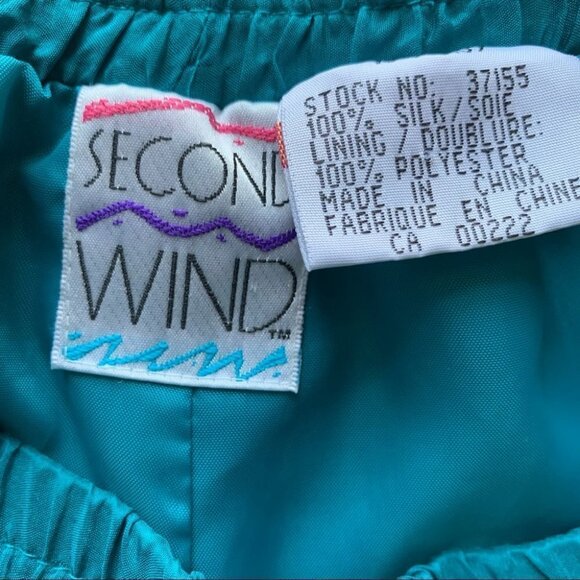 SECOND
WIND
TM
STOCK NO. 37155
100% SILK/SOIE
LINING / DOUBLURE:
100% POLYESTER
MADE IN CHINA
FABRIQUE EN CHINE
CA 00222